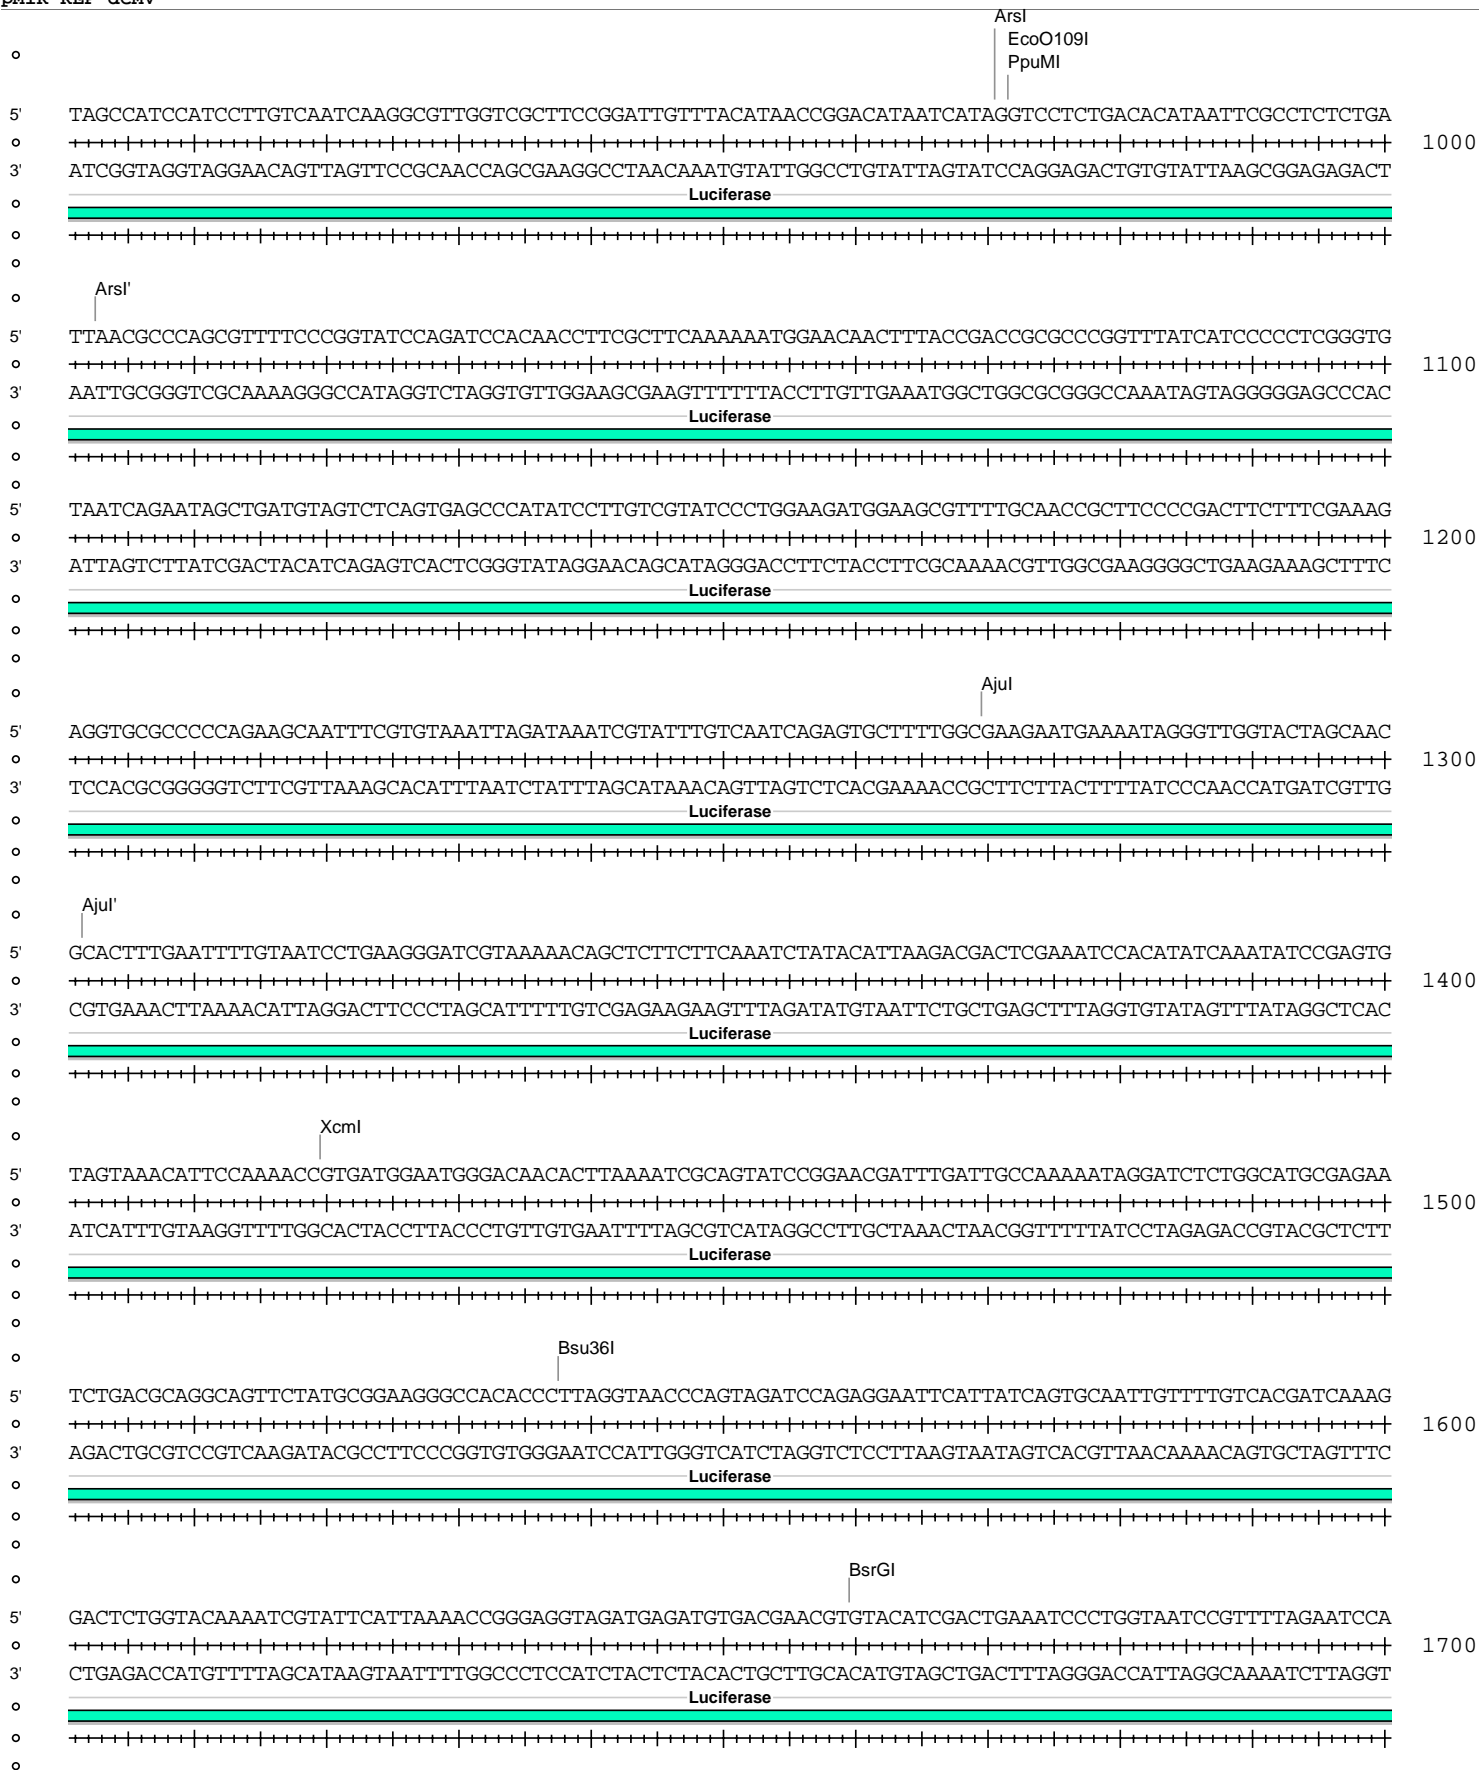 pMIR-REP-dCMV
ArsI
EcoO109I
PpuMI
5' TAGCCATCCATCCTTGTCAATCAAGGCGTTGGTCGCTTCCGGATTGTTTACATAACCGGACATAATCATAGGTCCTCTGACACATAATTCGCCTCTCTGA
1000
3' ATCGGTAGGTAGGAACAGTTAGTTCCGCAACCAGCGAAGGCCTAACAAATGTATTGGCCTGTATTAGTATCCAGGAGACTGTGTATTAAGCGGAGAGACT
Luciferase
ArsI'
5' TTAACGCCCAGCGTTTTCCCGGTATCCAGATCCACAACCTTCGCTTCAAAAAATGGAACAACTTTACCGACCGCGCCCGGTTTATCATCCCCCTCGGGTG
1100
3' AATTGCGGGTCGCAAAAGGGCCATAGGTCTAGGTGTTGGAAGCGAAGTTTTTTACCTTGTTGAAATGGCTGGCGCGGGCCAAATAGTAGGGGGAGCCCAC
Luciferase
5' TAATCAGAATAGCTGATGTAGTCTCAGTGAGCCCATATCCTTGTCGTATCCCTGGAAGATGGAAGCGTTTTGCAACCGCTTCCCCGACTTCTTTCGAAAG
1200
3' ATTAGTCTTATCGACTACATCAGAGTCACTCGGGTATAGGAACAGCATAGGGACCTTCTACCTTCGCAAAACGTTGGCGAAGGGGCTGAAGAAAGCTTTC
Luciferase
AjuI
5' AGGTGCGCCCCCAGAAGCAATTTCGTGTAAATTAGATAAATCGTATTTGTCAATCAGAGTGCTTTTGGCGAAGAATGAAAATAGGGTTGGTACTAGCAAC
1300
3' TCCACGCGGGGGTCTTCGTTAAAGCACATTTAATCTATTTAGCATAAACAGTTAGTCTCACGAAAACCGCTTCTTACTTTTATCCCAACCATGATCGTTG
Luciferase
AjuI'
5' GCACTTTGAATTTTGTAATCCTGAAGGGATCGTAAAAACAGCTCTTCTTCAAATCTATACATTAAGACGACTCGAAATCCACATATCAAATATCCGAGTG
1400
3' CGTGAAACTTAAAACATTAGGACTTCCCTAGCATTTTTGTCGAGAAGAAGTTTAGATATGTAATTCTGCTGAGCTTTAGGTGTATAGTTTATAGGCTCAC
Luciferase
XcmI
5' TAGTAAACATTCCAAAACCGTGATGGAATGGGACAACACTTAAAATCGCAGTATCCGGAACGATTTGATTGCCAAAAATAGGATCTCTGGCATGCGAGAA
1500
3' ATCATTTGTAAGGTTTTGGCACTACCTTACCCTGTTGTGAATTTTAGCGTCATAGGCCTTGCTAAACTAACGGTTTTTATCCTAGAGACCGTACGCTCTT
Luciferase
Bsu36I
5' TCTGACGCAGGCAGTTCTATGCGGAAGGGCCACACCCTTAGGTAACCCAGTAGATCCAGAGGAATTCATTATCAGTGCAATTGTTTTGTCACGATCAAAG
1600
3' AGACTGCGTCCGTCAAGATACGCCTTCCCGGTGTGGGAATCCATTGGGTCATCTAGGTCTCCTTAAGTAATAGTCACGTTAACAAAACAGTGCTAGTTTC
Luciferase
BsrGI
5' GACTCTGGTACAAAATCGTATTCATTAAAACCGGGAGGTAGATGAGATGTGACGAACGTGTACATCGACTGAAATCCCTGGTAATCCGTTTTAGAATCCA
1700
3' CTGAGACCATGTTTTAGCATAAGTAATTTTGGCCCTCCATCTACTCTACACTGCTTGCACATGTAGCTGACTTTAGGGACCATTAGGCAAAATCTTAGGT
Luciferase